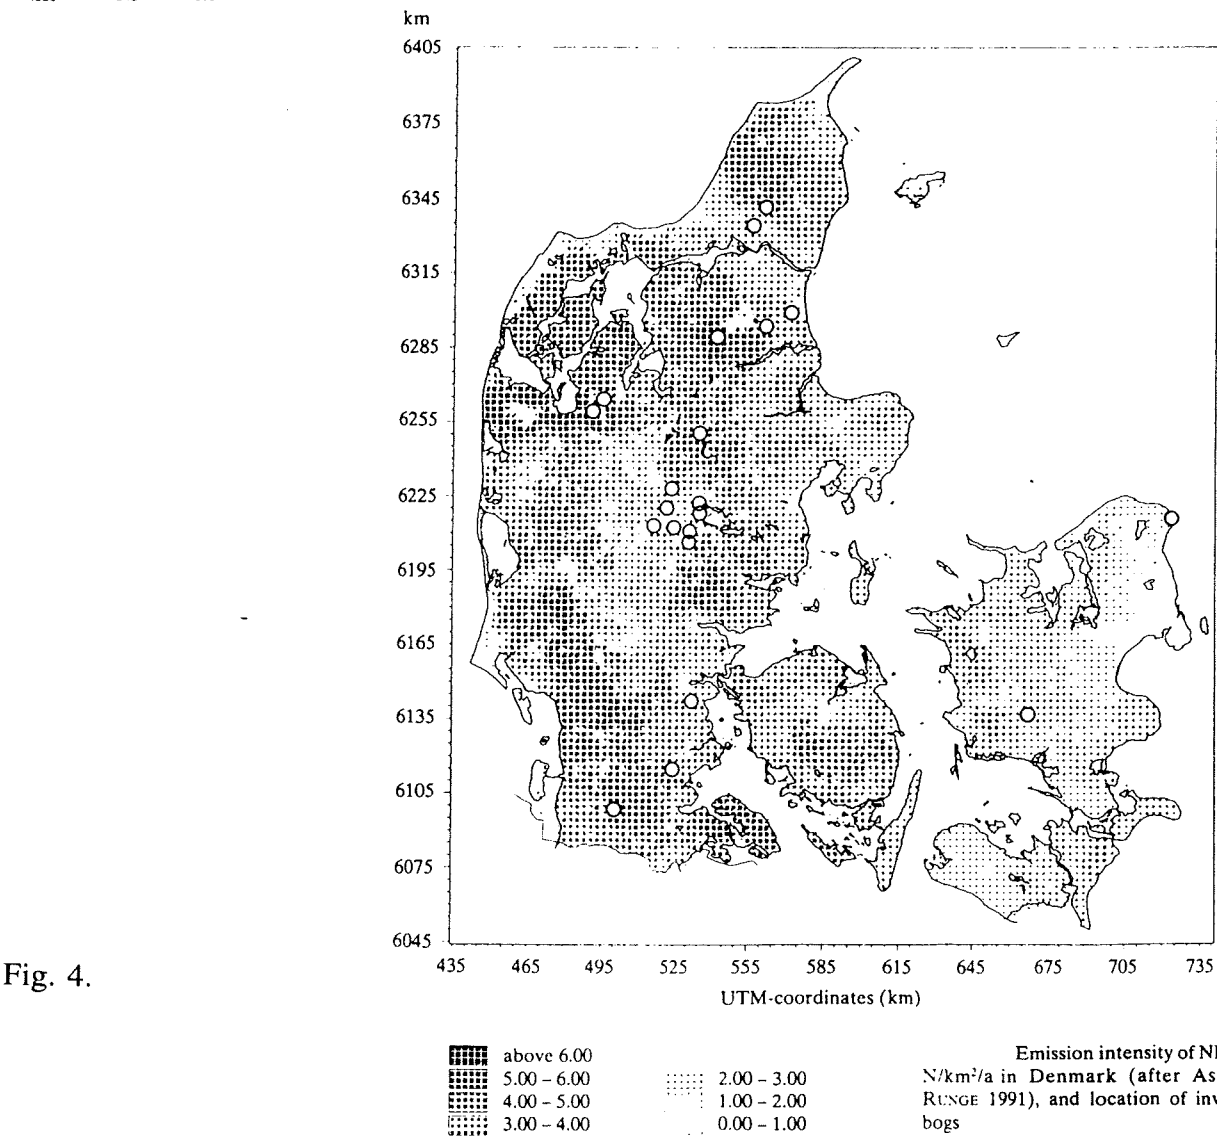 km
6405
6375
6345
6315
6285
6255
6225
6195
6165
6135
6105
6075
6045
435 465 495 525 555 585 615 645 675 705 735
UTM-coordinates (km)
Fig. 4.
above 6.00
5.00 – 6.00
4.00 – 5.00
3.00 – 4.00
2.00 – 3.00
1.00 – 2.00
0.00 – 1.00
Emission intensity of
N/km²/a in Denmark (after As
RUNGE 1991), and location of inv
bogs